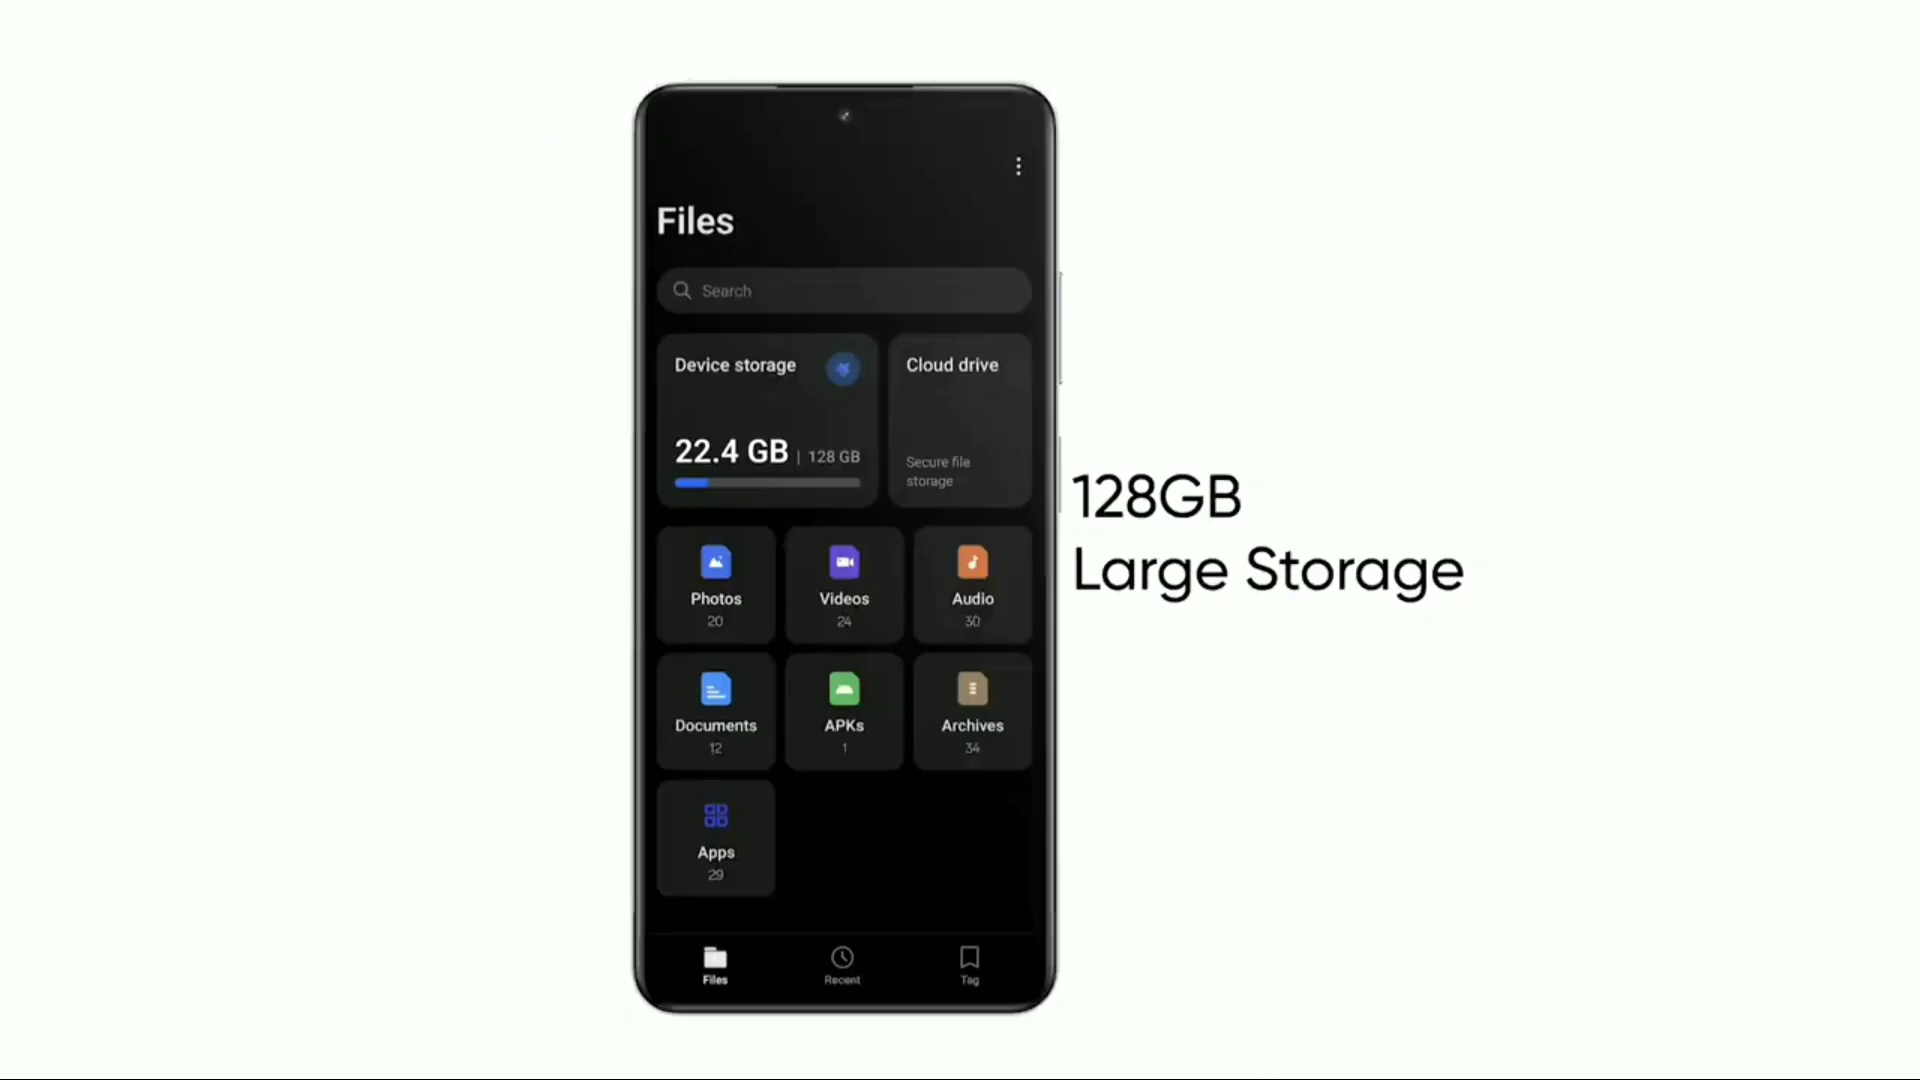 Files
Search
Device storage
22.4 GB | 128 GB
Cloud drive
Secure file
storage
Photos
20
Videos
24
Audio
30
Documents
12
APKs
1
Archives
34
Apps
29
Files
Recent
Tag
128GB
Large Storage